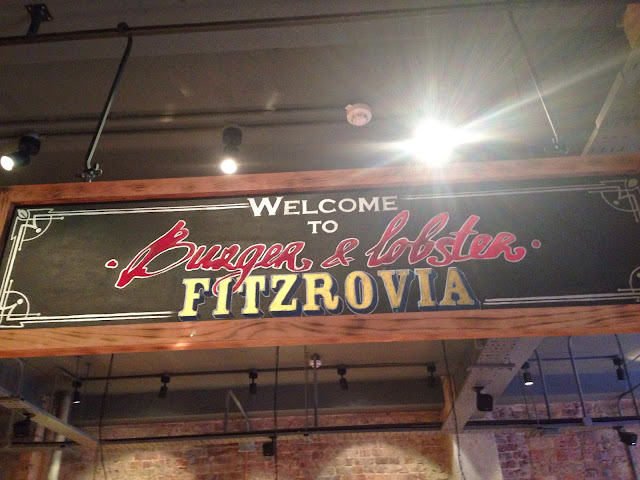 WELCOME
TO
Burger & lobster
FITZROVIA